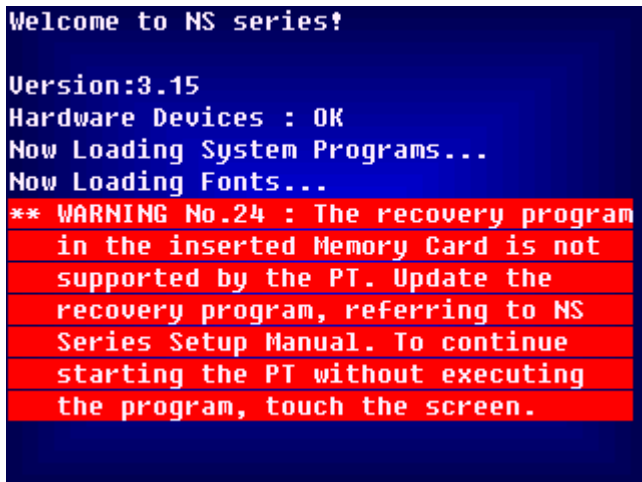 Welcome to NS series!
Version:3.15
Hardware Devices : OK
Now Loading System Programs...
Now Loading Fonts...
** WARNING No.24 : The recovery program
in the inserted Memory Card is not
supported by the PT. Update the
recovery program, referring to NS
Series Setup Manual. To continue
starting the PT without executing
the program, touch the screen.